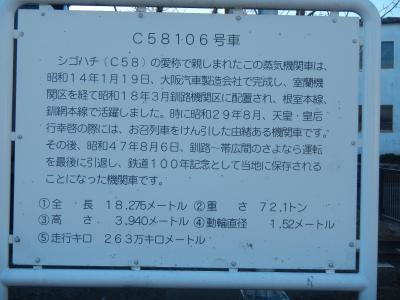 C58106号車
シゴハチ(C58)の愛称で親しまれたこの蒸気機関車は、
昭和14年1月19日、大阪汽車製造会社で完成し、室蘭機
関区を経て昭和18年3月釧路機関区に配置され、根室本線、
釧網本線で活躍しました。時に昭和29年8月、天皇・皇后
行幸啓の際には、お召列車をけん引した由緒ある機関車です。
その後、昭和47年8月6日、釧路~帯広間のさよなら運転
を最後に引退し、鉄道100年記念として当地に保存される
ことになった機関車です。
①全 長 18,275メートル ②重 さ 72.1トン
③高 さ 3,940メートル ④動輪直径 1.52メートル
⑤走行キロ 263万キロメートル